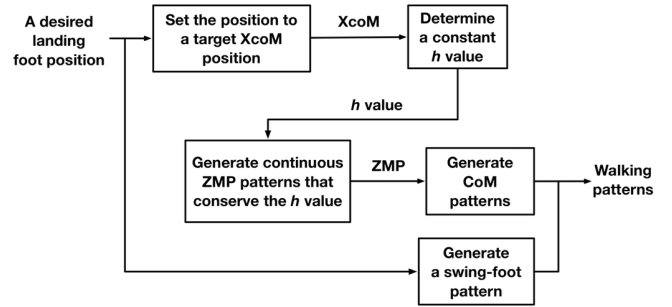 A desired
landing
foot position
Set the position to
a target XcoM
position
XcoM
Determine
a constant
h value
h value
Generate continuous
ZMP patterns that
conserve the h value
ZMP
Generate
CoM
patterns
Walking
patterns
Generate
a swing-foot
pattern